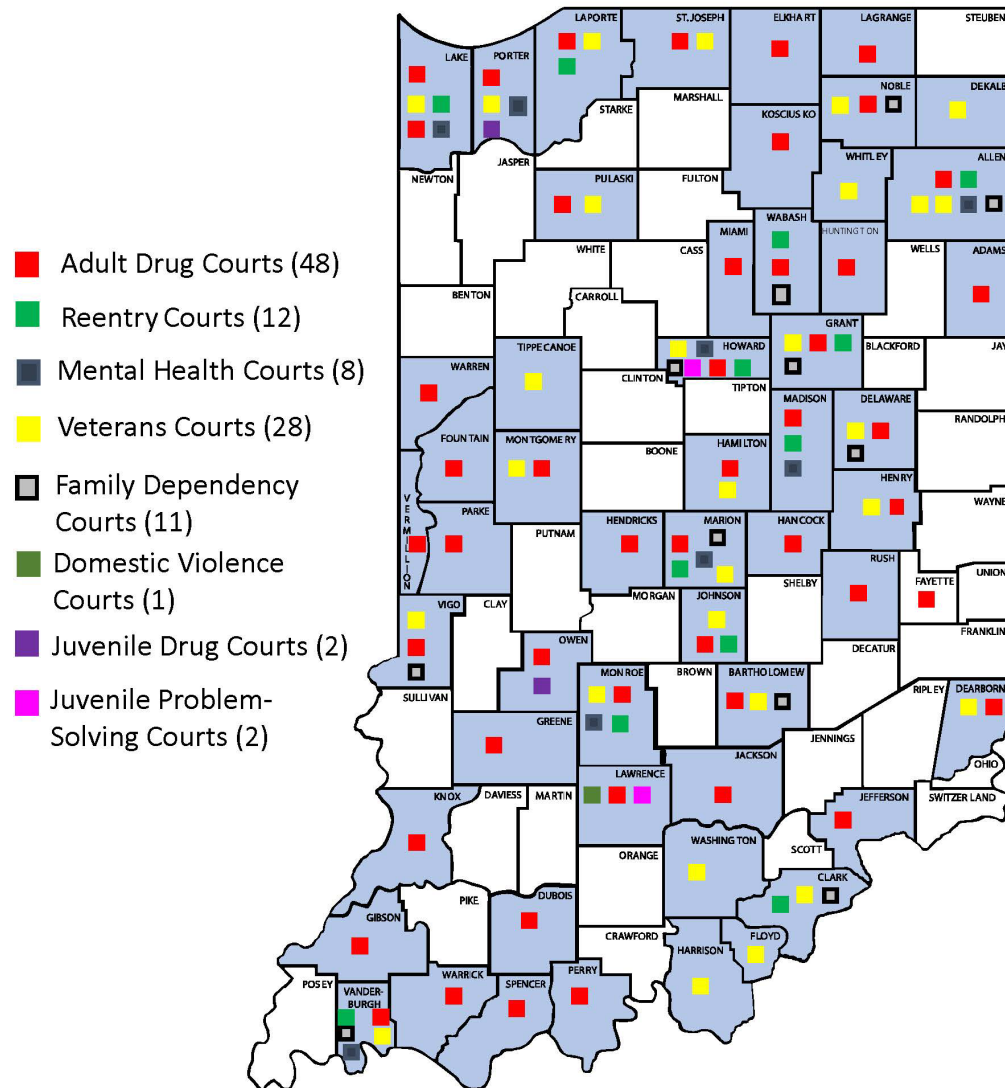 LAPORTE
ST. JOSEPH
ELKHART
LAGRANGE
STEUBEN
LAKE
PORTER
NOBLE
DEKALB
MARSHALL
STARKE
KOSCIUSKO
JASPER
WHITLEY
ALLEN
NEWTON
PULASKI
FULTON
WABASH
MIAMI
HUNTINGTON
WHITE
CASS
WELLS
ADAMS
Adult Drug Courts (48)
BENTON
CARROLL
Reentry Courts (12)
GRANT
HOWARD
TIPPECANOE
BLACKFORD
JAY
Mental Health Courts (8)
WARREN
CLINTON
TIPTON
MADISON
DELAWARE
RANDOLPH
Veterans Courts (28)
FOUNTAIN
MONTGOMERY
BOONE
HAMILTON
HENRY
Family Dependency
Courts (11)
VERMILLION
WAYNE
PARKE
HENDRICKS
MARION
HANCOCK
PUTNAM
RUSH
Domestic Violence
Courts (1)
UNION
FAYETTE
SHELBY
MORGAN
JOHNSON
VIGO
CLAY
FRANKLIN
Juvenile Drug Courts (2)
OWEN
DECATUR
MONROE
BROWN
BARTHOLOMEW
SULLIVAN
RIPLEY
DEARBORN
Juvenile Problem-
Solving Courts (2)
GREENE
JENNINGS
JACKSON
OHIO
LAWRENCE
KNOX
DAVIESS
MARTIN
JEFFERSON
SWITZERLAND
WASHINGTON
SCOTT
ORANGE
CLARK
DUBOIS
PIKE
GIBSON
CRAWFORD
FLOYD
HARRISON
PERRY
WARRICK
POSEY
SPENCER
VANDER-
BURGH